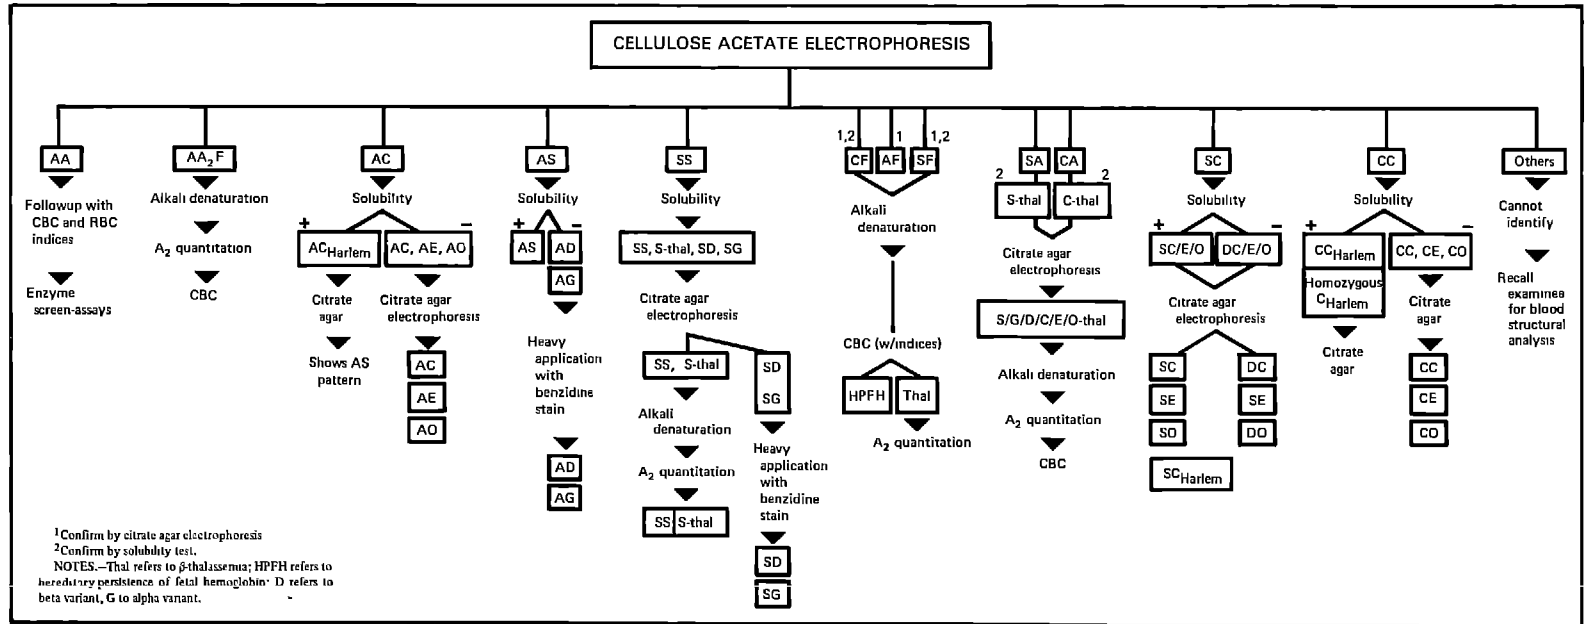 CELLULOSE ACETATE ELECTROPHORESIS
AA
Followup with
CBC and RBC
indices
Enzyme
screen-assays
AA2F
Alkali denaturation
A2 quantitation
CBC
AC
Solubility
+
–
ACHarlem
AC, AE, AO
Citrate
agar
Shows AS
pattern
Citrate agar
electrophoresis
AC
AE
AO
AS
Solubility
+
–
AS
AD
AG
Heavy
application
with
benzidine
stain
AD
AG
SS
Solubility
SS, S-thal, SD, SG
Citrate agar
electrophoresis
SS, S-thal
Alkali
denaturation
A2 quantitation
SS S-thal
SD
SG
Heavy
application
with
benzidine
stain
SD
SG
1,2
1
1,2
CF
AF
SF
Alkali
denaturation
CBC (w/indices)
HPFH
Thal
A2 quantitation
SA
CA
2
2
S-thal
C-thal
Citrate agar
electrophoresis
S/G/D/C/E/O-thal
Alkali denaturation
A2 quantitation
CBC
SC
Solubility
+
–
SC/E/O
DC/E/O
Citrate agar
electrophoresis
SC
SE
SO
SCHarlem
DC
SE
DO
CC
Solubility
+
–
CCHarlem
Homozygous
CHarlem
Citrate
agar
CC, CE, CO
Citrate
agar
CC
CE
CO
Others
Cannot
identify
Recall
examinee
for blood
structural
analysis
1Confirm by citrate agar electrophoresis
2Confirm by solubility test.
NOTES.—Thal refers to β-thalassemia; HPFH refers to
hereditary persistence of fetal hemoglobin; D refers to
beta variant, G to alpha variant.